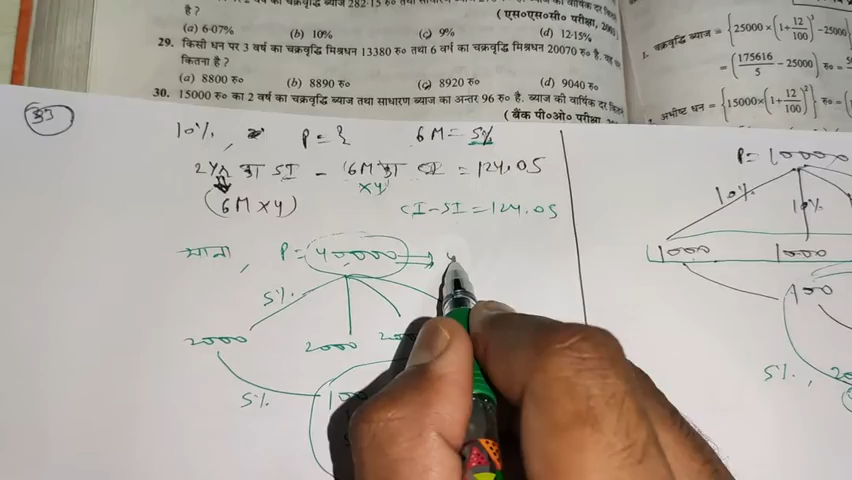 है ?
(एस०एस०सी० परीक्षा,
(a) 6·07% (b) 10% (c) 9% (d) 12·15%
29. किसी धन पर 3 वर्ष का चक्रवृद्धि मिश्रधन 13380 रु० तथा 6 वर्ष का चक्रवृद्धि मिश्रधन 20070 रु० है.
कितना है ?
(a) 8800 रु० (b) 8890 रु० (c) 8920 रु० (d) 9040 रु०
30. 15000 रु० का 2 वर्ष का चक्रवृद्धि ब्याज तथा साधारण ब्याज का अन्तर 96 रु० है. ब्याज की वार्षिक दर कितने
(बैंक पी०ओ० परीक्षा,
1. चक्रवृद्धि ब्याज = {25000×(1+12/100)³−25000}
= (175616/5 − 25000) रु० =
2. अभीष्ट धन = {15000×(1+12/100)²} रु० =
33
10%, P = { 6M = 5%
का SI − (6M का CI = 124.05
×4)
(6M×4) CI−SI = 124.05
माना, P = 40000
5%
2000 2000
5%
P = 10000
10% 10%
1000 1000
5%,